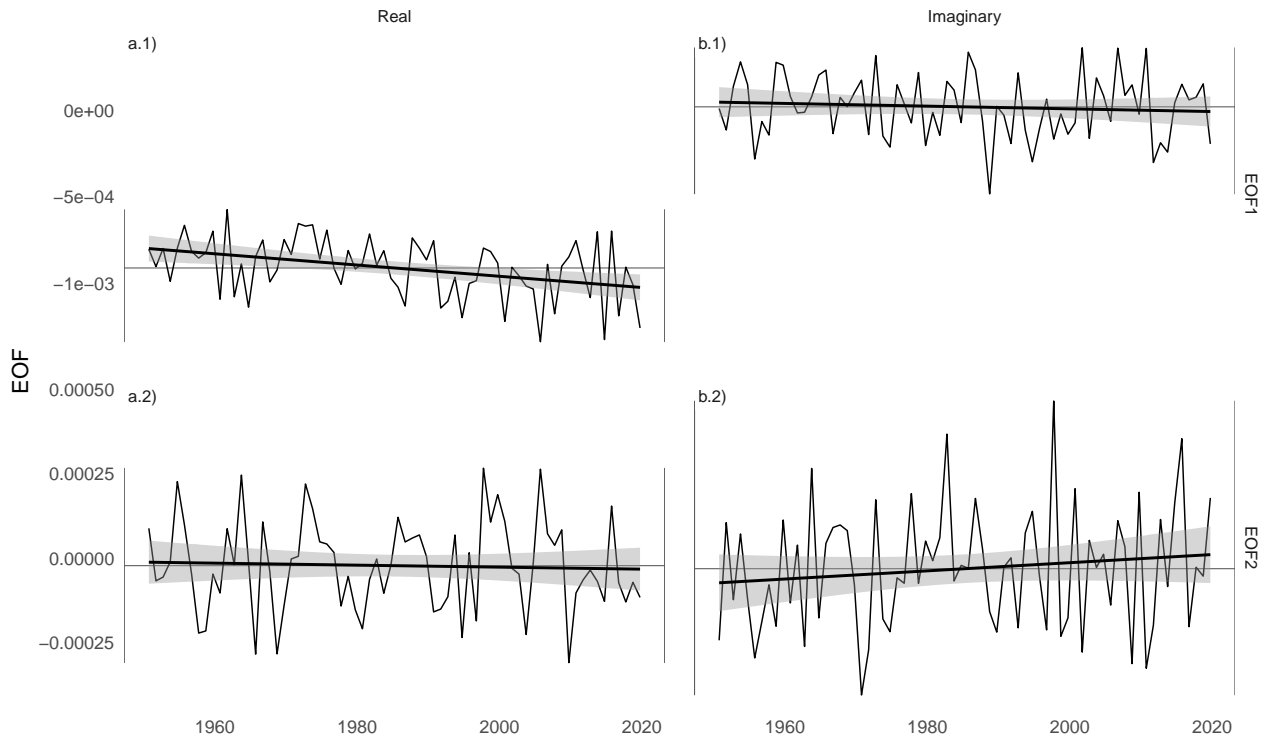 Real
Imaginary
a.1)
b.1)
0e+00
−5e−04
−1e−03
EOF1
EOF
a.2)
b.2)
0.00050
0.00025
0.00000
−0.00025
EOF2
1960 1980 2000 2020
1960 1980 2000 2020